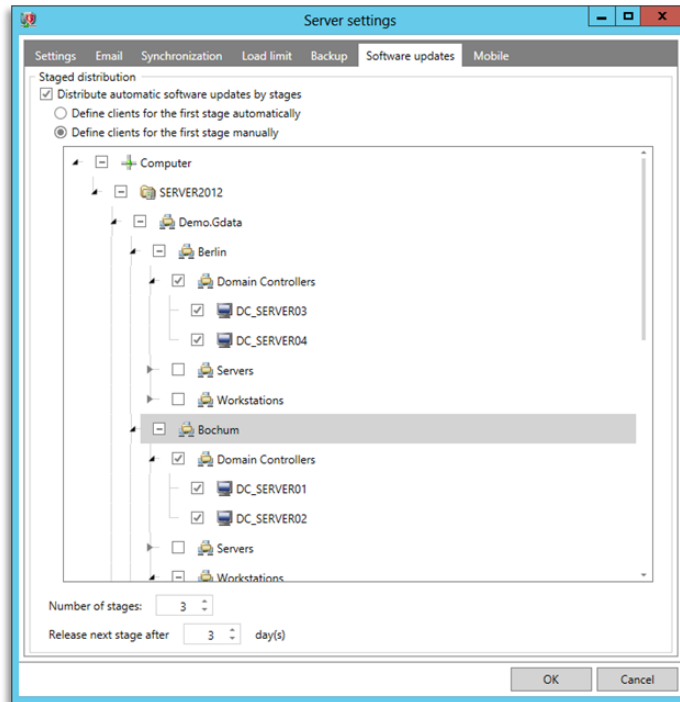 Server settings
Settings Email Synchronization Load limit Backup Software updates Mobile
Staged distribution
Distribute automatic software updates by stages
Define clients for the first stage automatically
Define clients for the first stage manually
Computer
SERVER2012
Demo.Gdata
Berlin
Domain Controllers
DC_SERVER03
DC_SERVER04
Servers
Workstations
Bochum
Domain Controllers
DC_SERVER01
DC_SERVER02
Servers
Workstations
Number of stages: 3
Release next stage after 3 day(s)
OK Cancel